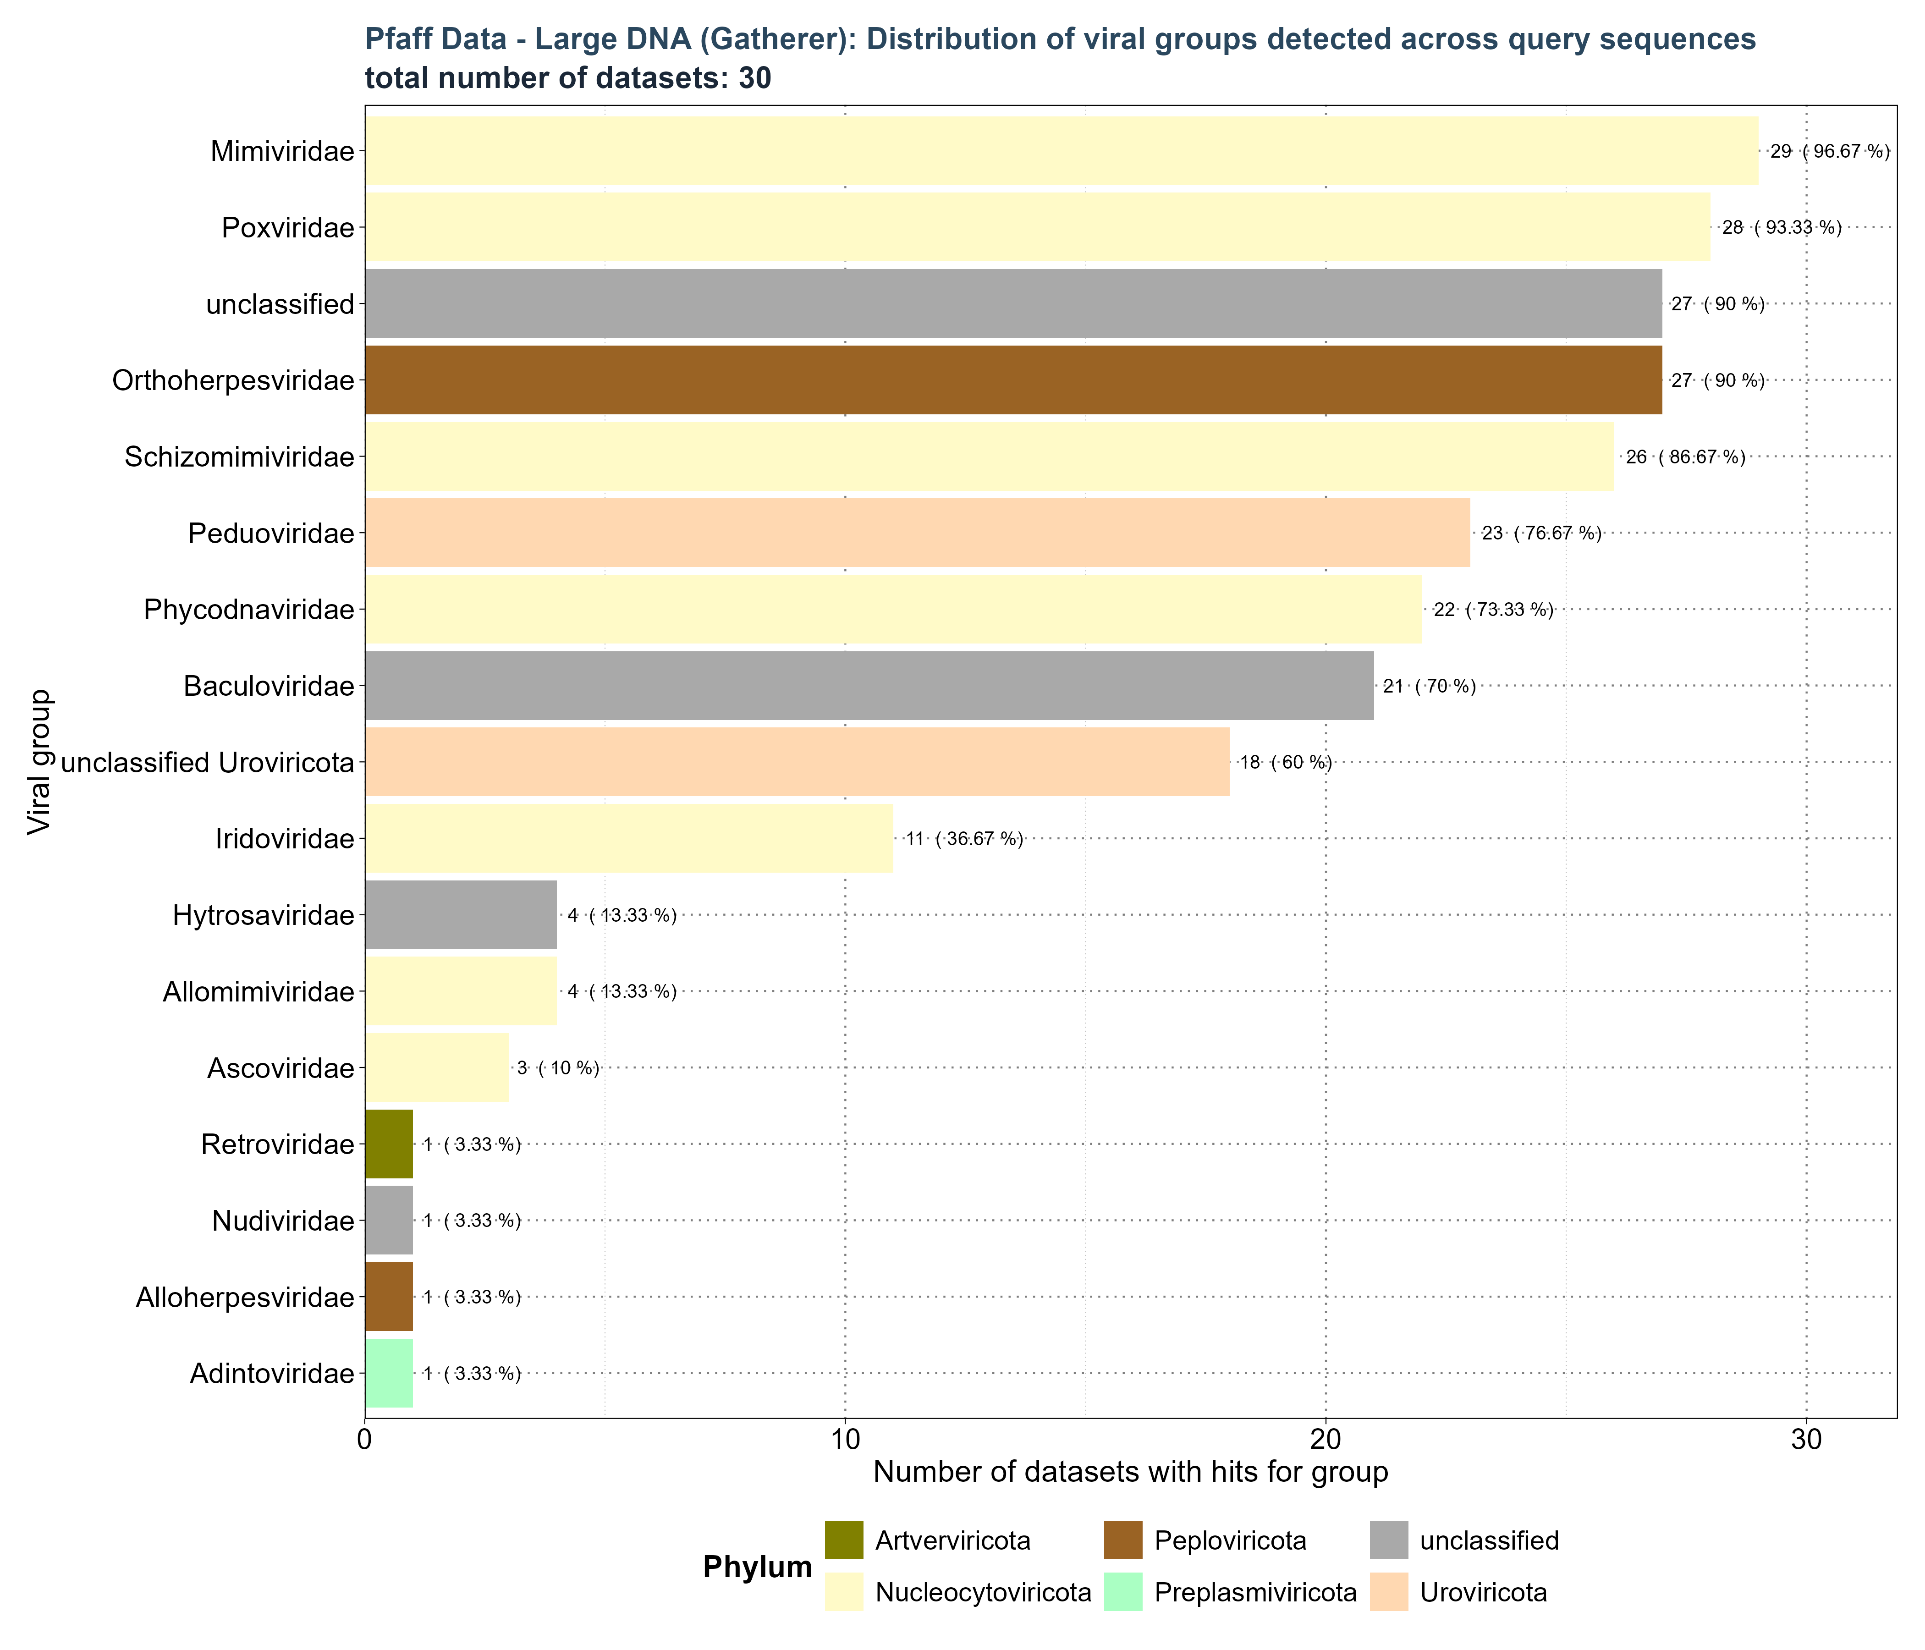 Pfaff Data - Large DNA (Gatherer): Distribution of viral groups detected across query sequences
total number of datasets: 30
Viral group
Mimiviridae 29 ( 96.67 %)
Poxviridae 28 ( 93.33 %)
unclassified 27 ( 90 %)
Orthoherpesviridae 27 ( 90 %)
Schizomimiviridae 26 ( 86.67 %)
Peduoviridae 23 ( 76.67 %)
Phycodnaviridae 22 ( 73.33 %)
Baculoviridae 21 ( 70 %)
unclassified Uroviricota 18 ( 60 %)
Iridoviridae 11 ( 36.67 %)
Hytrosaviridae 4 ( 13.33 %)
Allomimiviridae 4 ( 13.33 %)
Ascoviridae 3 ( 10 %)
Retroviridae 1 ( 3.33 %)
Nudiviridae 1 ( 3.33 %)
Alloherpesviridae 1 ( 3.33 %)
Adintoviridae 1 ( 3.33 %)
0 10 20 30
Number of datasets with hits for group
Phylum
Artverviricota Peploviricota unclassified
Nucleocytoviricota Preplasmiviricota Uroviricota